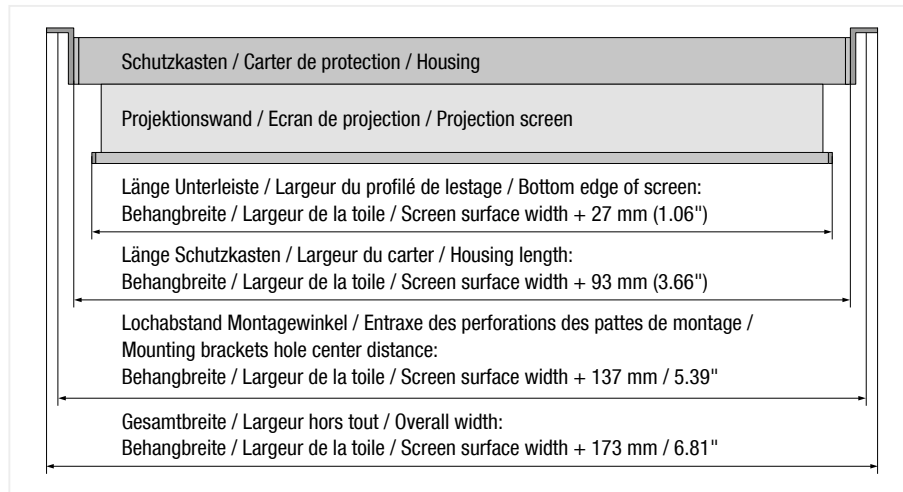 Schutzkasten / Carter de protection / Housing
Projektionswand / Ecran de projection / Projection screen
Länge Unterleiste / Largeur du profilé de lestage / Bottom edge of screen:
Behangbreite / Largeur de la toile / Screen surface width + 27 mm (1.06")
Länge Schutzkasten / Largeur du carter / Housing length:
Behangbreite / Largeur de la toile / Screen surface width + 93 mm (3.66")
Lochabstand Montagewinkel / Entraxe des perforations des pattes de montage /
Mounting brackets hole center distance:
Behangbreite / Largeur de la toile / Screen surface width + 137 mm / 5.39"
Gesamtbreite / Largeur hors tout / Overall width:
Behangbreite / Largeur de la toile / Screen surface width + 173 mm / 6.81"